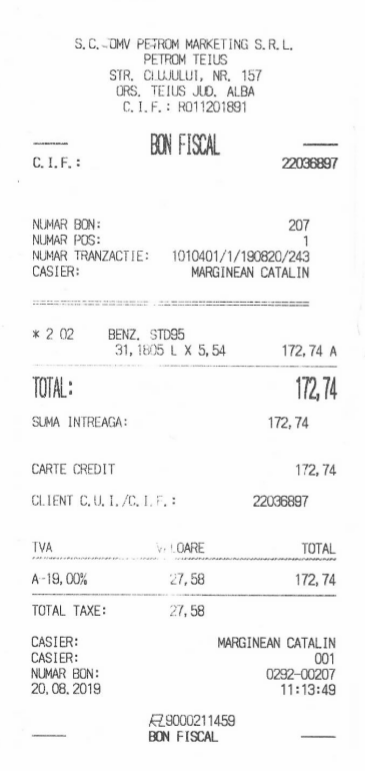 S.C. OMV PETROM MARKETING S.R.L.
PETROM TEIUS
STR. CLUJULUI, NR. 157
ORS. TEIUS JUD. ALBA
C.I.F.: RO11201891
BON FISCAL
C.I.F.: 22036897
NUMAR BON: 207
NUMAR POS: 1
NUMAR TRANZACTIE: 1010401/1/190820/243
CASIER: MARGINEAN CATALIN
* 2 02 BENZ. STD95
31,1805 L X 5,54 172,74 A
TOTAL: 172,74
SUMA INTREAGA: 172,74
CARTE CREDIT 172,74
CLIENT C.U.I./C.I.F.: 22036897
TVA VALOARE TOTAL
A-19,00% 27,58 172,74
TOTAL TAXE: 27,58
CASIER: MARGINEAN CATALIN
CASIER: 001
NUMAR BON: 0292-00207
20.08.2019 11:13:49
9000211459
BON FISCAL